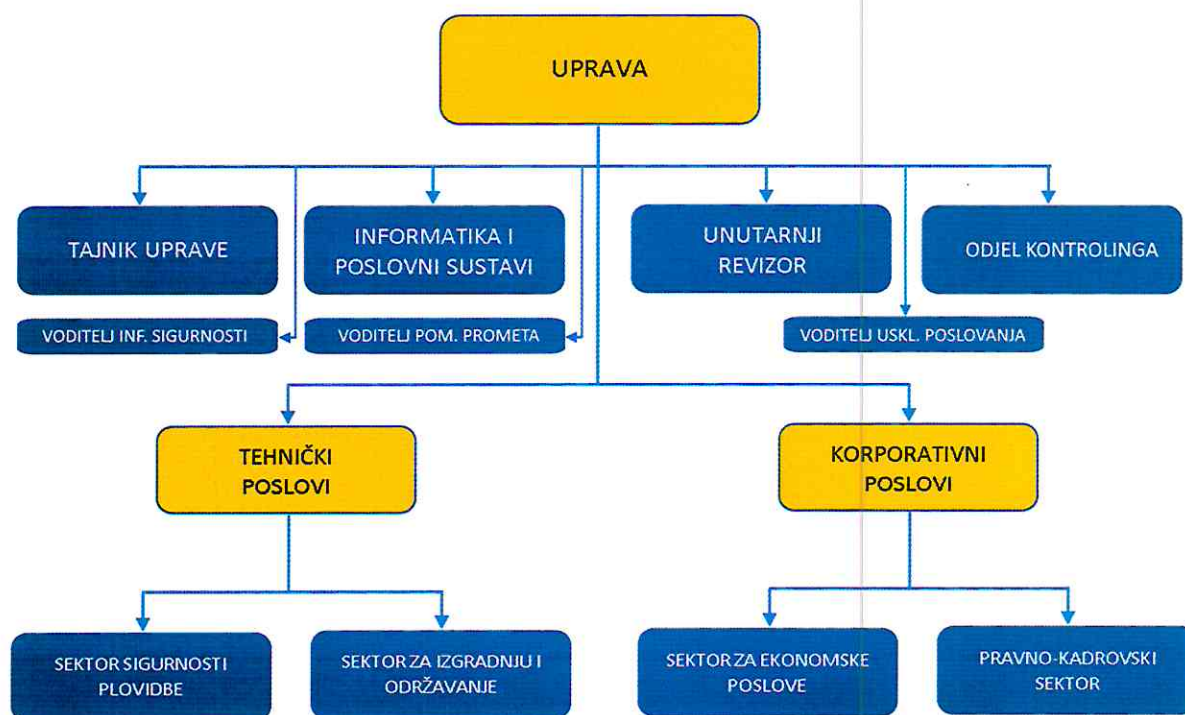 UPRAVA
TAJNIK UPRAVE
INFORMATIKA I
POSLOVNI SUSTAVI
UNUTARNJI
REVIZOR
ODJEL KONTROLINGA
VODITELJ INF. SIGURNOSTI
VODITELJ POM. PROMETA
VODITELJ USKL. POSLOVANJA
TEHNIČKI
POSLOVI
KORPORATIVNI
POSLOVI
SEKTOR SIGURNOSTI
PLOVIDBE
SEKTOR ZA IZGRADNJU I
ODRŽAVANJE
SEKTOR ZA EKONOMSKE
POSLOVE
PRAVNO-KADROVSKI
SEKTOR